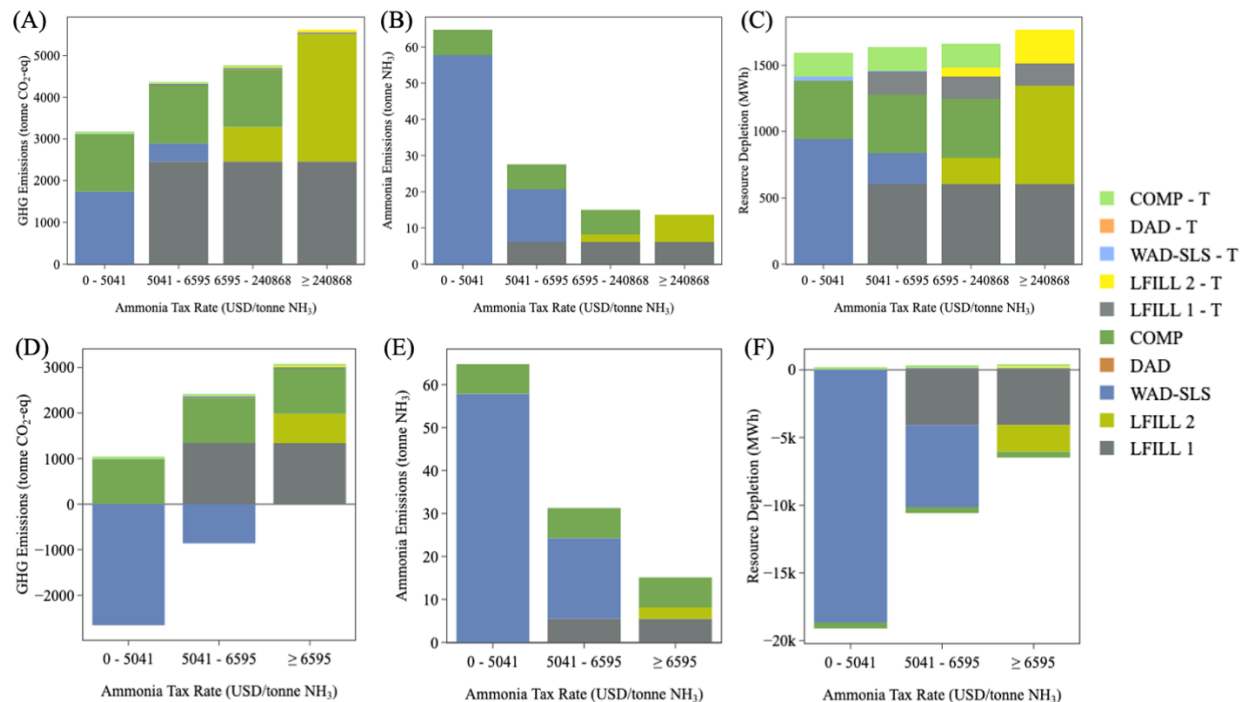 (A)
GHG Emissions (tonne CO₂-eq)
5000
4000
3000
2000
1000
0
0 - 5041
5041 - 6595
6595 - 240868
≥ 240868
Ammonia Tax Rate (USD/tonne NH₃)
(B)
Ammonia Emissions (tonne NH₃)
60
50
40
30
20
10
0
0 - 5041
5041 - 6595
6595 - 240868
≥ 240868
Ammonia Tax Rate (USD/tonne NH₃)
(C)
Resource Depletion (MWh)
1500
1000
500
0
0 - 5041
5041 - 6595
6595 - 240868
≥ 240868
Ammonia Tax Rate (USD/tonne NH₃)
COMP - T
DAD - T
WAD-SLS - T
LFILL 2 - T
LFILL 1 - T
COMP
DAD
WAD-SLS
LFILL 2
LFILL 1
(D)
GHG Emissions (tonne CO₂-eq)
3000
2000
1000
0
−1000
−2000
0 - 5041
5041 - 6595
≥ 6595
Ammonia Tax Rate (USD/tonne NH₃)
(E)
Ammonia Emissions (tonne NH₃)
60
50
40
30
20
10
0
0 - 5041
5041 - 6595
≥ 6595
Ammonia Tax Rate (USD/tonne NH₃)
(F)
Resource Depletion (MWh)
0
−5k
−10k
−15k
−20k
0 - 5041
5041 - 6595
≥ 6595
Ammonia Tax Rate (USD/tonne NH₃)